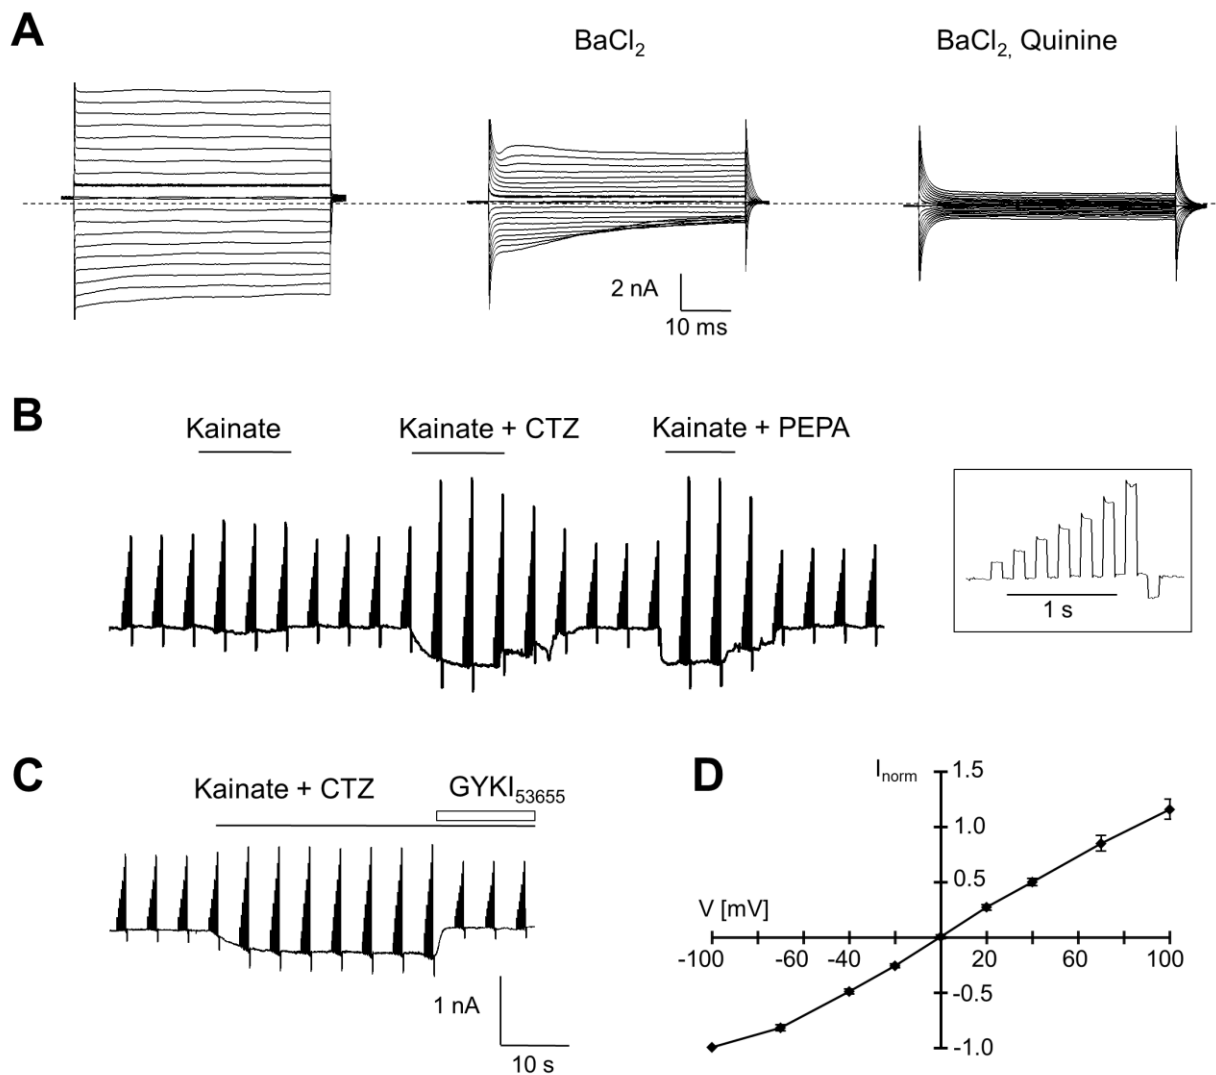 A
BaCl2
BaCl2, Quinine
2 nA
10 ms
B
Kainate
Kainate + CTZ
Kainate + PEPA
1 s
C
Kainate + CTZ
GYKI53655
1 nA
10 s
D
Inorm
1.5
1.0
0.5
V [mV]
-100 -60 -40 20 60 100
-0.5
-1.0